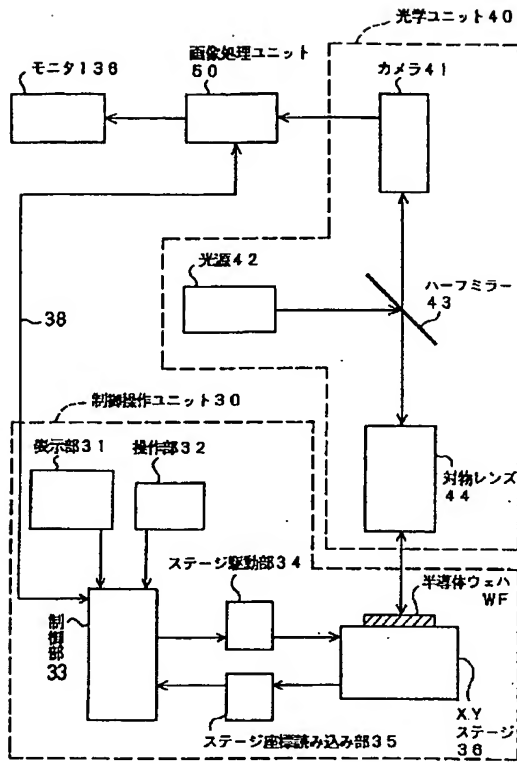 光学ユニット40
画像処理ユニット
50
モニタ136
カメラ41
光源42
ハーフミラー
43
38
制御操作ユニット30
表示部31
操作部32
対物レンズ
44
ステージ駆動部34
半導体ウェハ
WF
制御部
33
ステージ座標読み込み部35
XY
ステージ
36